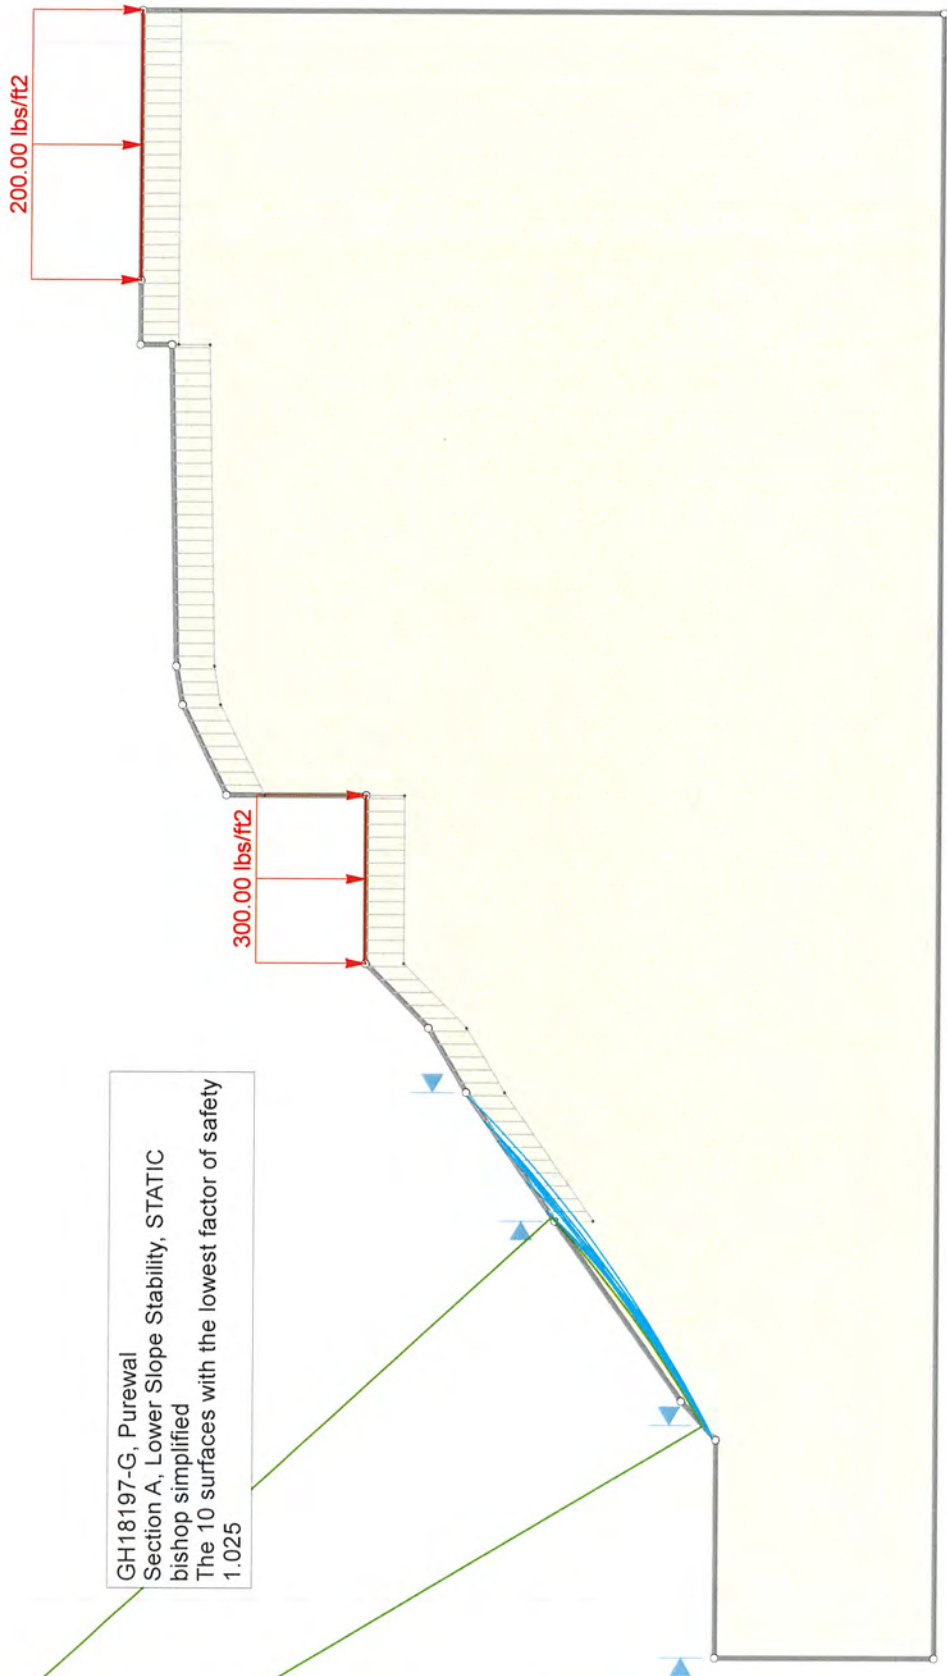 200.00 lbs/ft2
300.00 lbs/ft2
GH18197-G, Purewal
Section A, Lower Slope Stability, STATIC
bishop simplified
The 10 surfaces with the lowest factor of safety
1.025